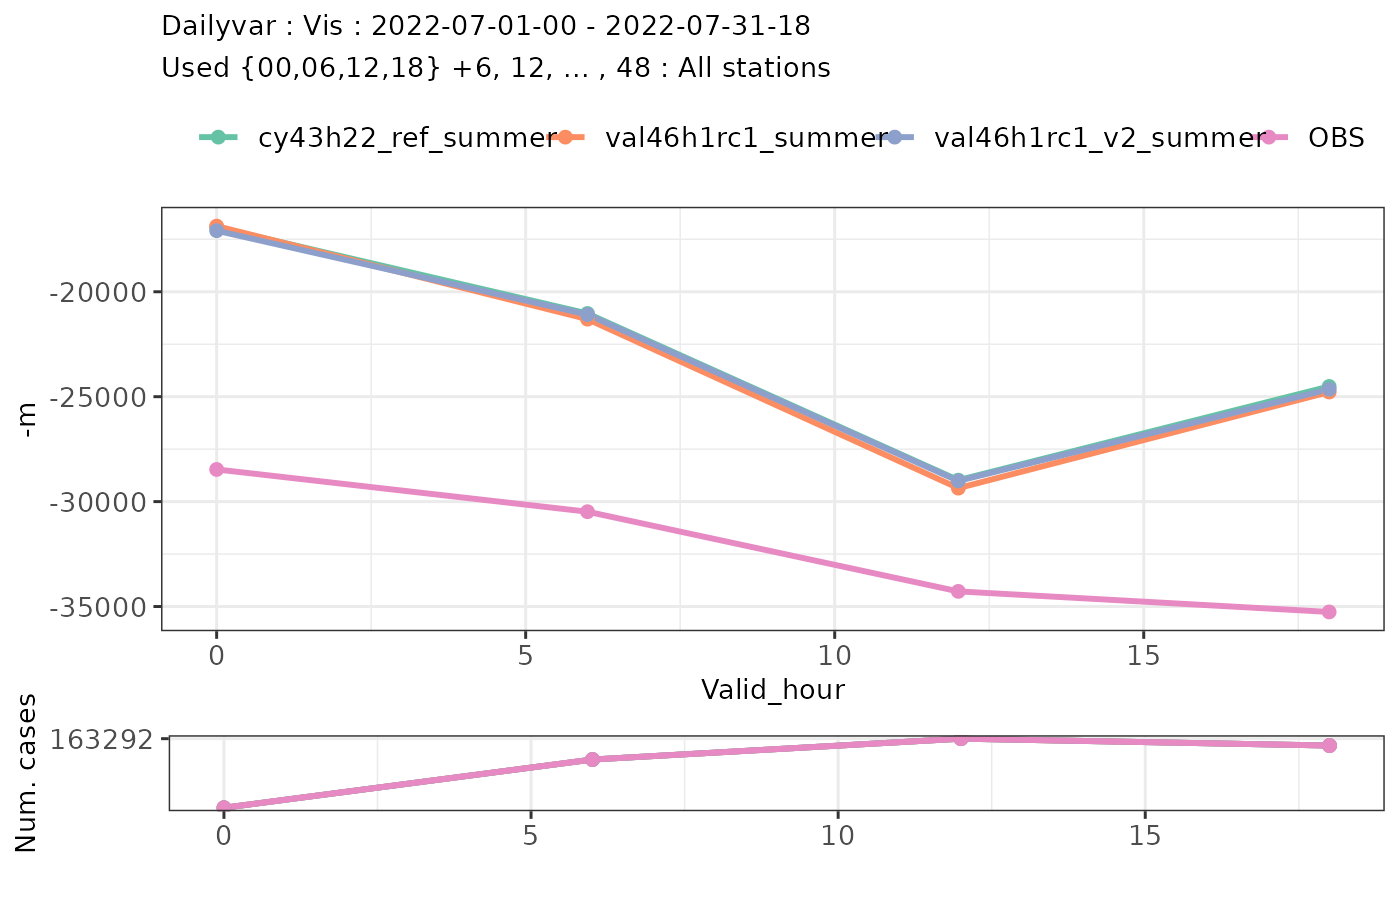 Dailyvar : Vis : 2022-07-01-00 - 2022-07-31-18
Used {00,06,12,18} +6, 12, ... , 48 : All stations
cy43h22_ref_summer val46h1rc1_summer val46h1rc1_v2_summer OBS
-20000
-25000
-30000
-35000
-m
0 5 10 15
Valid_hour
163292
Num. cases
0 5 10 15